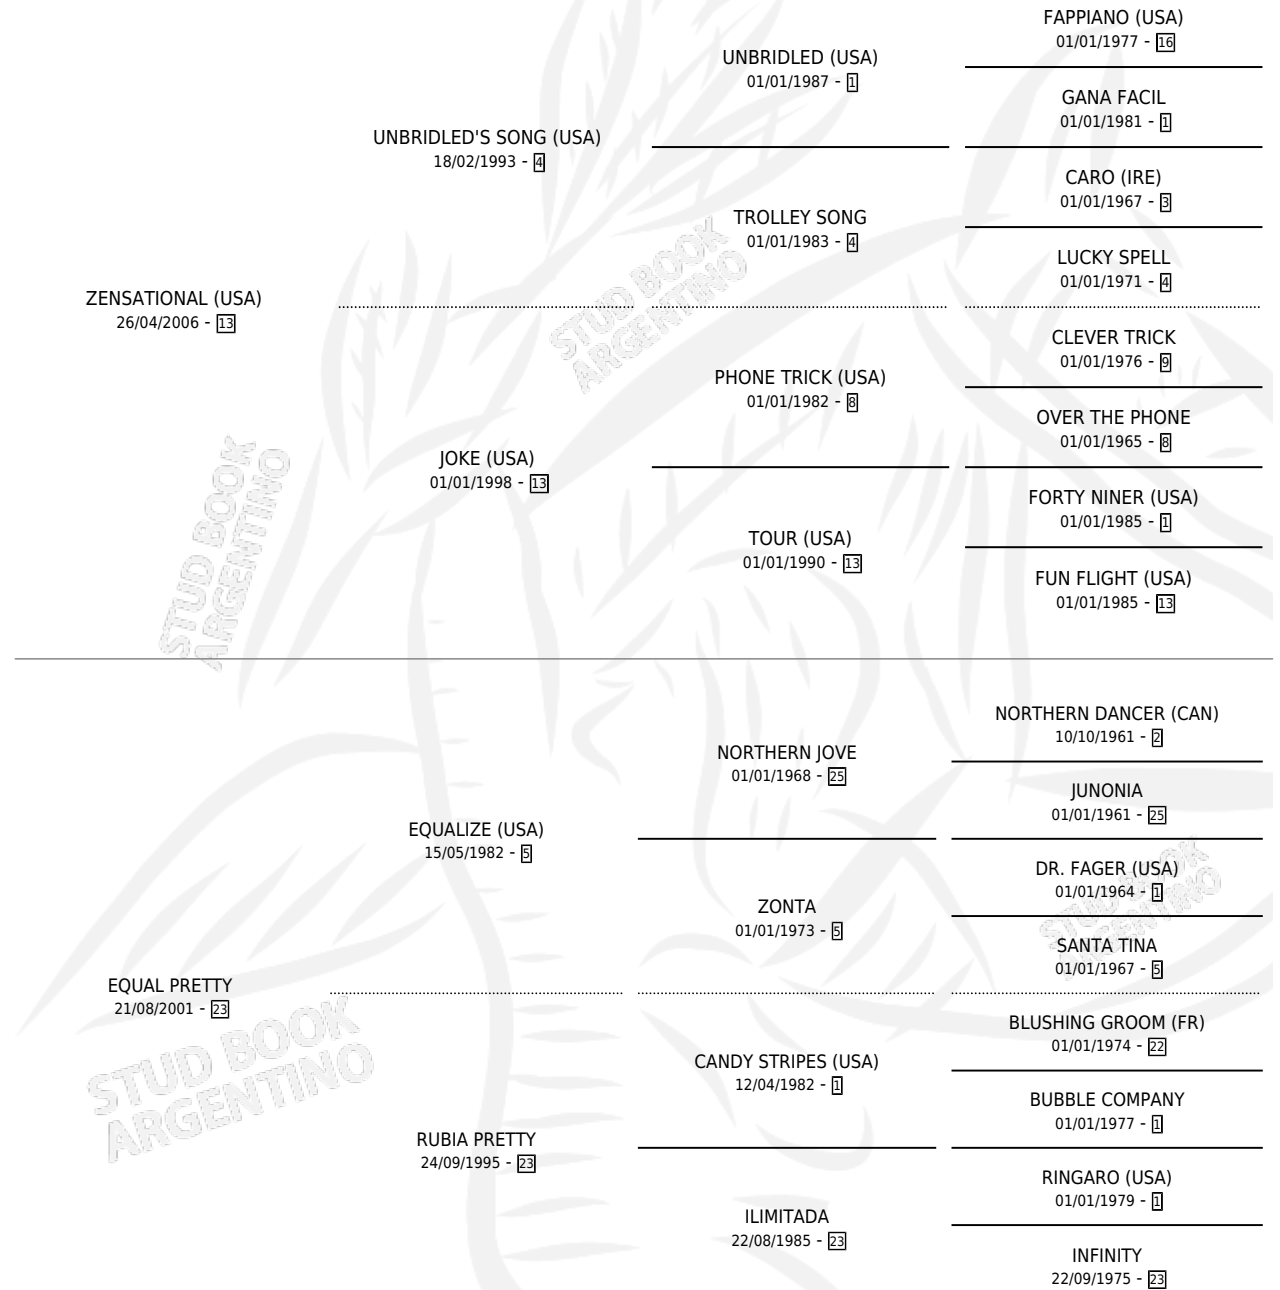 FAPPIANO (USA)
01/01/1977 - 16
UNBRIDLED (USA)
01/01/1987 - 1
GANA FACIL
01/01/1981 - 1
UNBRIDLED'S SONG (USA)
18/02/1993 - 4
CARO (IRE)
01/01/1967 - 3
TROLLEY SONG
01/01/1983 - 4
LUCKY SPELL
01/01/1971 - 4
ZENSATIONAL (USA)
26/04/2006 - 13
STUD BOOK
ARGENTINO
CLEVER TRICK
01/01/1976 - 9
PHONE TRICK (USA)
01/01/1982 - 8
OVER THE PHONE
01/01/1965 - 8
JOKE (USA)
01/01/1998 - 13
FORTY NINER (USA)
01/01/1985 - 1
TOUR (USA)
01/01/1990 - 13
FUN FLIGHT (USA)
01/01/1985 - 13
STUD BOOK
ARGENTINO
NORTHERN DANCER (CAN)
10/10/1961 - 2
NORTHERN JOVE
01/01/1968 - 25
JUNONIA
01/01/1961 - 25
EQUALIZE (USA)
15/05/1982 - 5
DR. FAGER (USA)
01/01/1964 - 1
ZONTA
01/01/1973 - 5
SANTA TINA
01/01/1967 - 5
STUD BOOK
ARGENTINO
EQUAL PRETTY
21/08/2001 - 23
BLUSHING GROOM (FR)
01/01/1974 - 22
CANDY STRIPES (USA)
12/04/1982 - 1
BUBBLE COMPANY
01/01/1977 - 1
STUD BOOK
ARGENTINO
RUBIA PRETTY
24/09/1995 - 23
RINGARO (USA)
01/01/1979 - 1
ILIMITADA
22/08/1985 - 23
INFINITY
22/09/1975 - 23